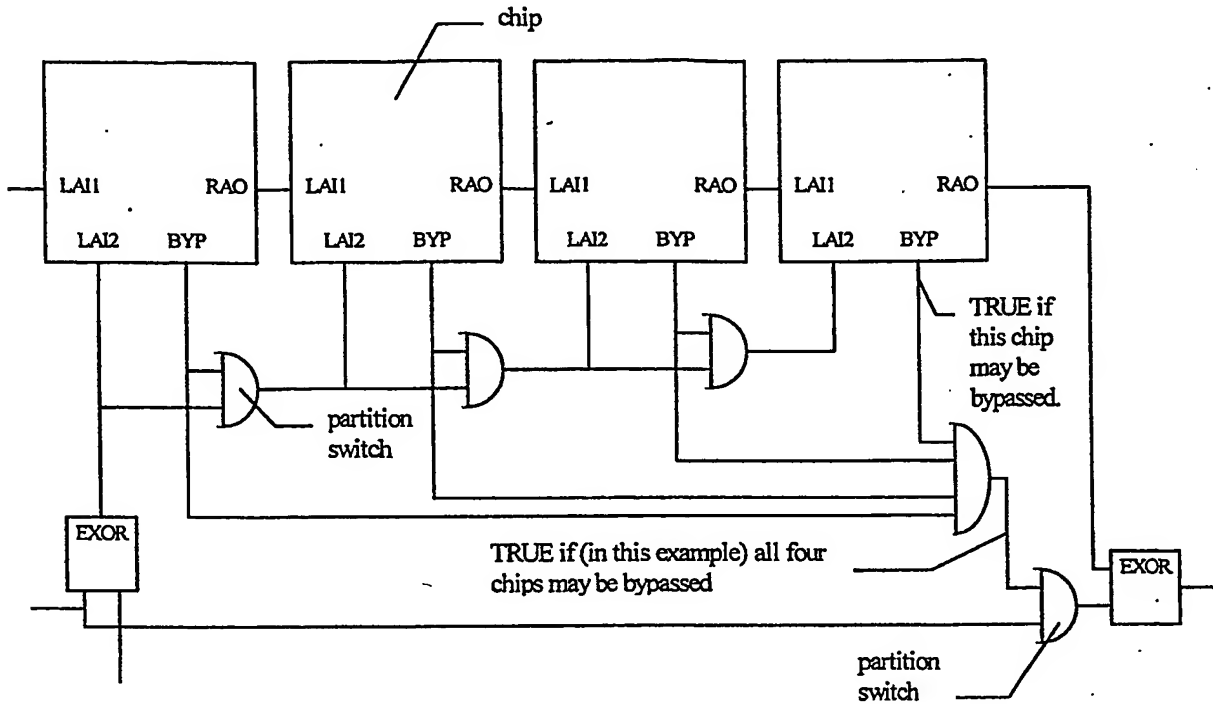 chip
LAI1 RAO LAI1 RAO LAI1 RAO LAI1 RAO
LAI2 BYP LAI2 BYP LAI2 BYP LAI2 BYP
TRUE if
this chip
may be
bypassed.
partition
switch
EXOR
TRUE if (in this example) all four
chips may be bypassed
EXOR
partition
switch